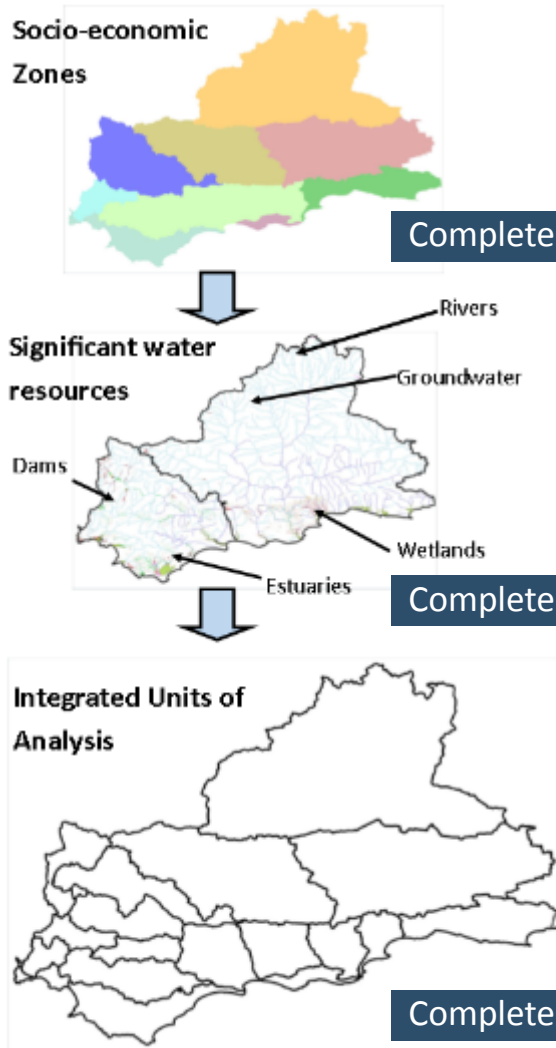 Socio-economic
Zones
Complete
Rivers
Significant water
resources
Groundwater
Dams
Wetlands
Estuaries
Complete
Integrated Units of
Analysis
Complete